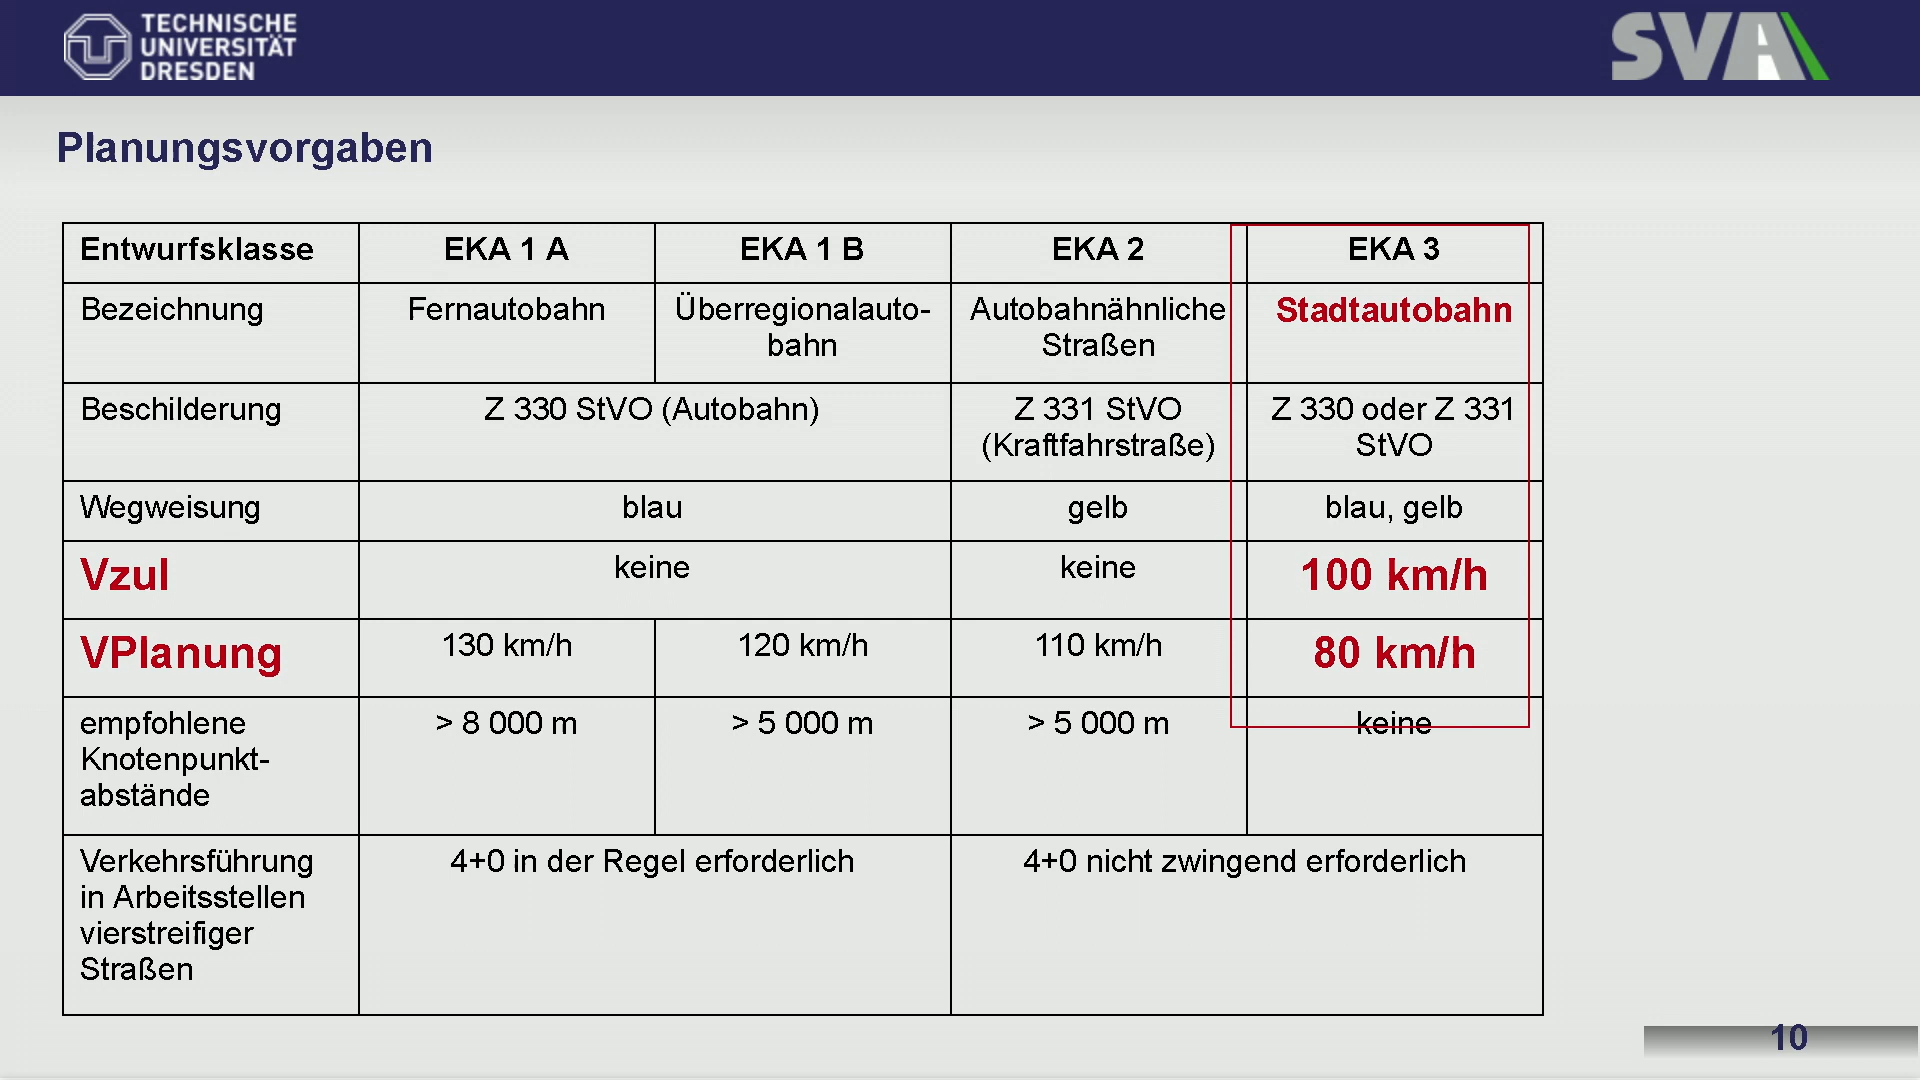 TECHNISCHE
UNIVERSITÄT
DRESDEN
SVA
Planungsvorgaben
Entwurfsklasse EKA 1 A EKA 1 B EKA 2 EKA 3
Bezeichnung Fernautobahn Überregionalauto- Autobahnähnliche Stadtautobahn
bahn Straßen
Beschilderung Z 330 StVO (Autobahn) Z 331 StVO Z 330 oder Z 331
(Kraftfahrstraße) StVO
Wegweisung blau gelb blau, gelb
Vzul keine keine 100 km/h
VPlanung 130 km/h 120 km/h 110 km/h 80 km/h
empfohlene > 8 000 m > 5 000 m > 5 000 m keine
Knotenpunkt-
abstände
Verkehrsführung 4+0 in der Regel erforderlich 4+0 nicht zwingend erforderlich
in Arbeitsstellen
vierstreifiger
Straßen
10